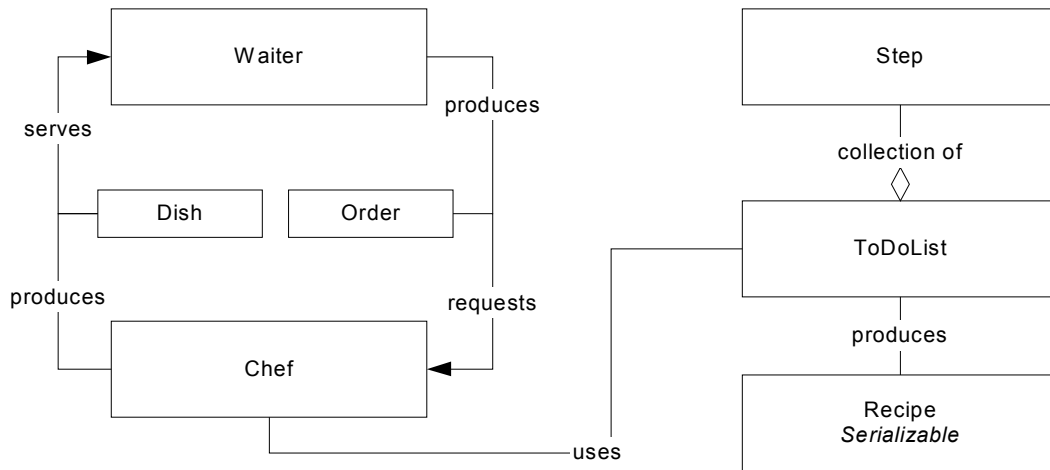 Waiter
Step
produces
serves
collection of
Dish
Order
ToDoList
produces
requests
produces
Chef
Recipe
Serializable
uses